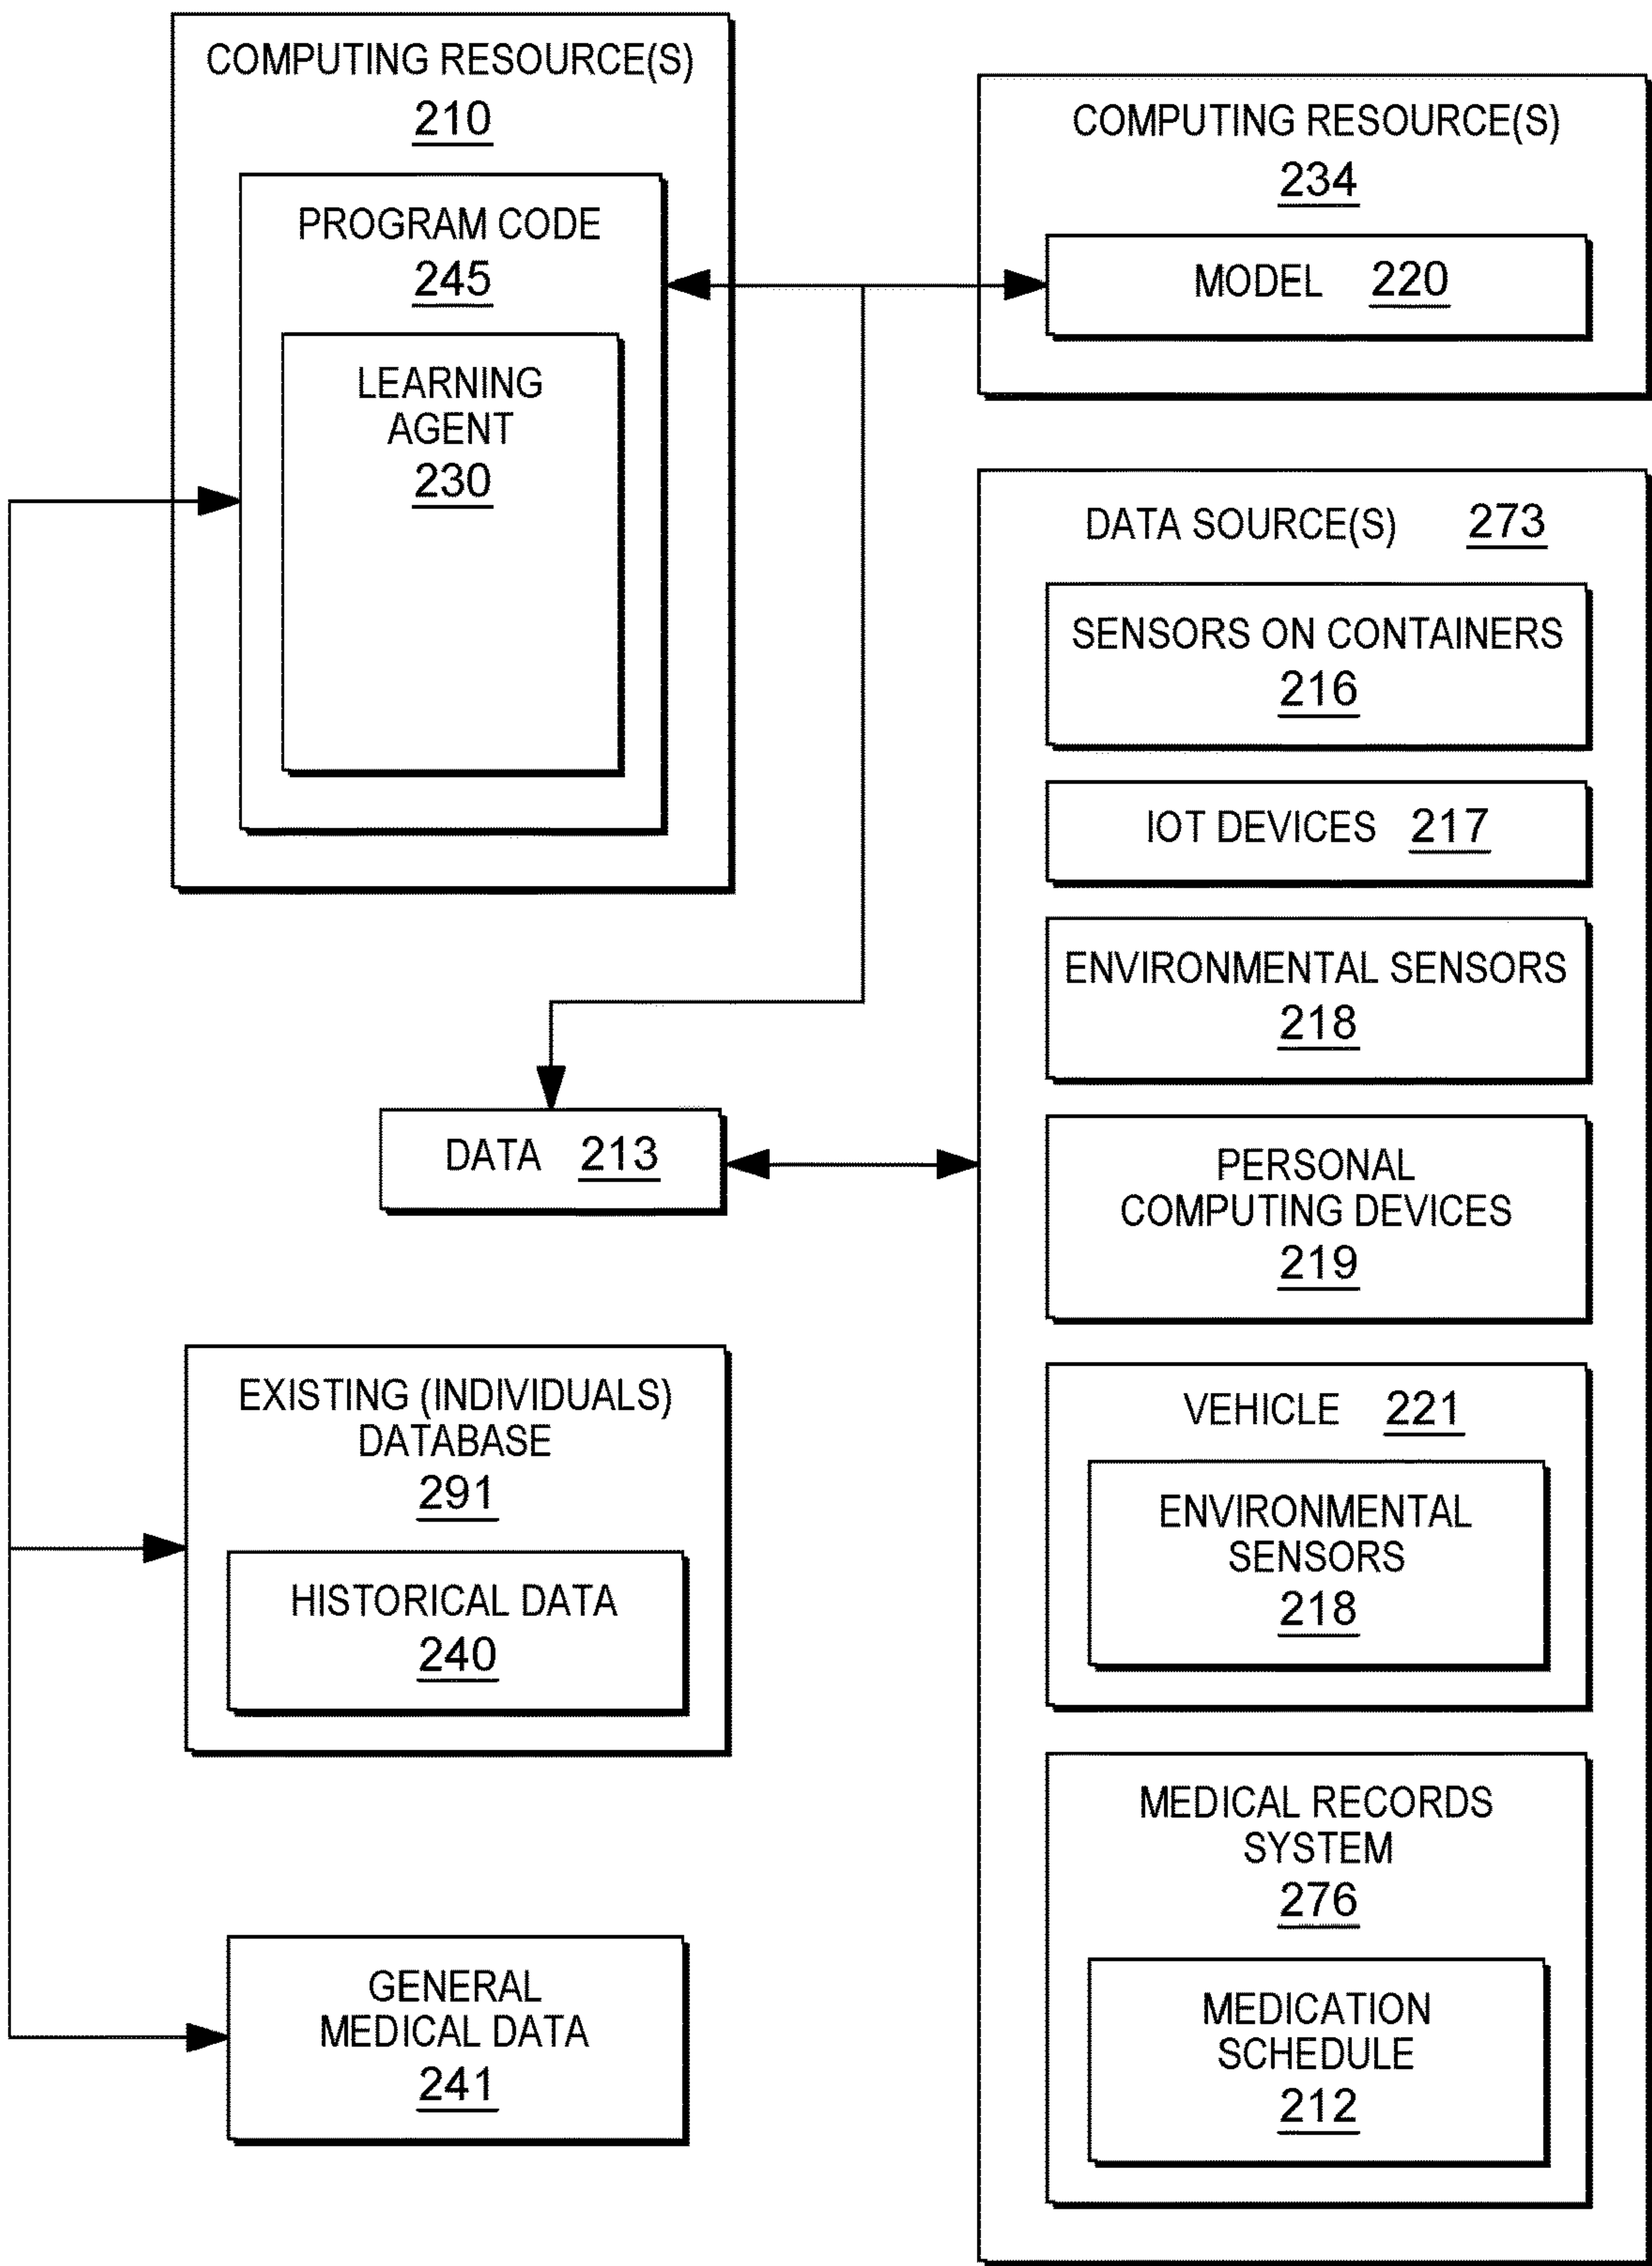 COMPUTING RESOURCE(S)
210
PROGRAM CODE
245
LEARNING
AGENT
230
COMPUTING RESOURCE(S)
234
MODEL 220
DATA SOURCE(S) 273
SENSORS ON CONTAINERS
216
IOT DEVICES 217
ENVIRONMENTAL SENSORS
218
PERSONAL
COMPUTING DEVICES
219
VEHICLE 221
ENVIRONMENTAL
SENSORS
218
MEDICAL RECORDS
SYSTEM
276
MEDICATION
SCHEDULE
212
DATA 213
EXISTING (INDIVIDUALS)
DATABASE
291
HISTORICAL DATA
240
GENERAL
MEDICAL DATA
241